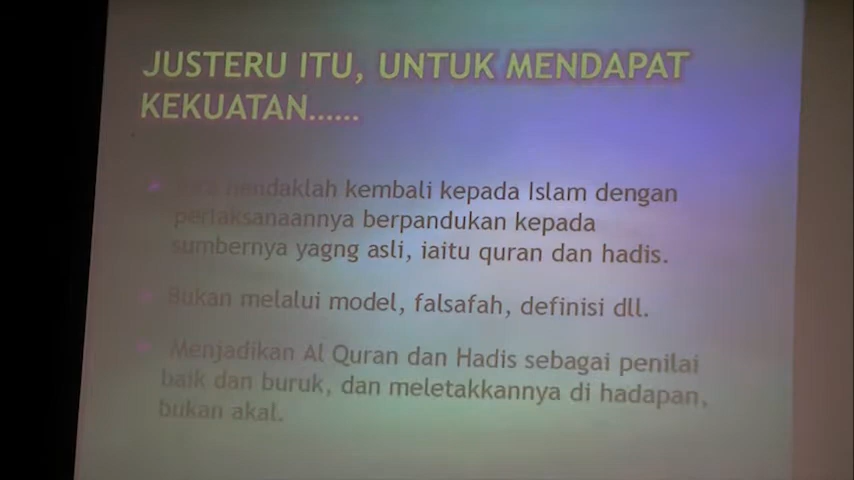 JUSTERU ITU, UNTUK MENDAPAT
KEKUATAN......
hendaklah kembali kepada Islam dengan
perlaksanaannya berpandukan kepada
sumbernya yagng asli, iaitu quran dan hadis.
Bukan melalui model, falsafah, definisi dll.
Menjadikan Al Quran dan Hadis sebagai penilai
baik dan buruk, dan meletakkannya di hadapan,
bukan akal.